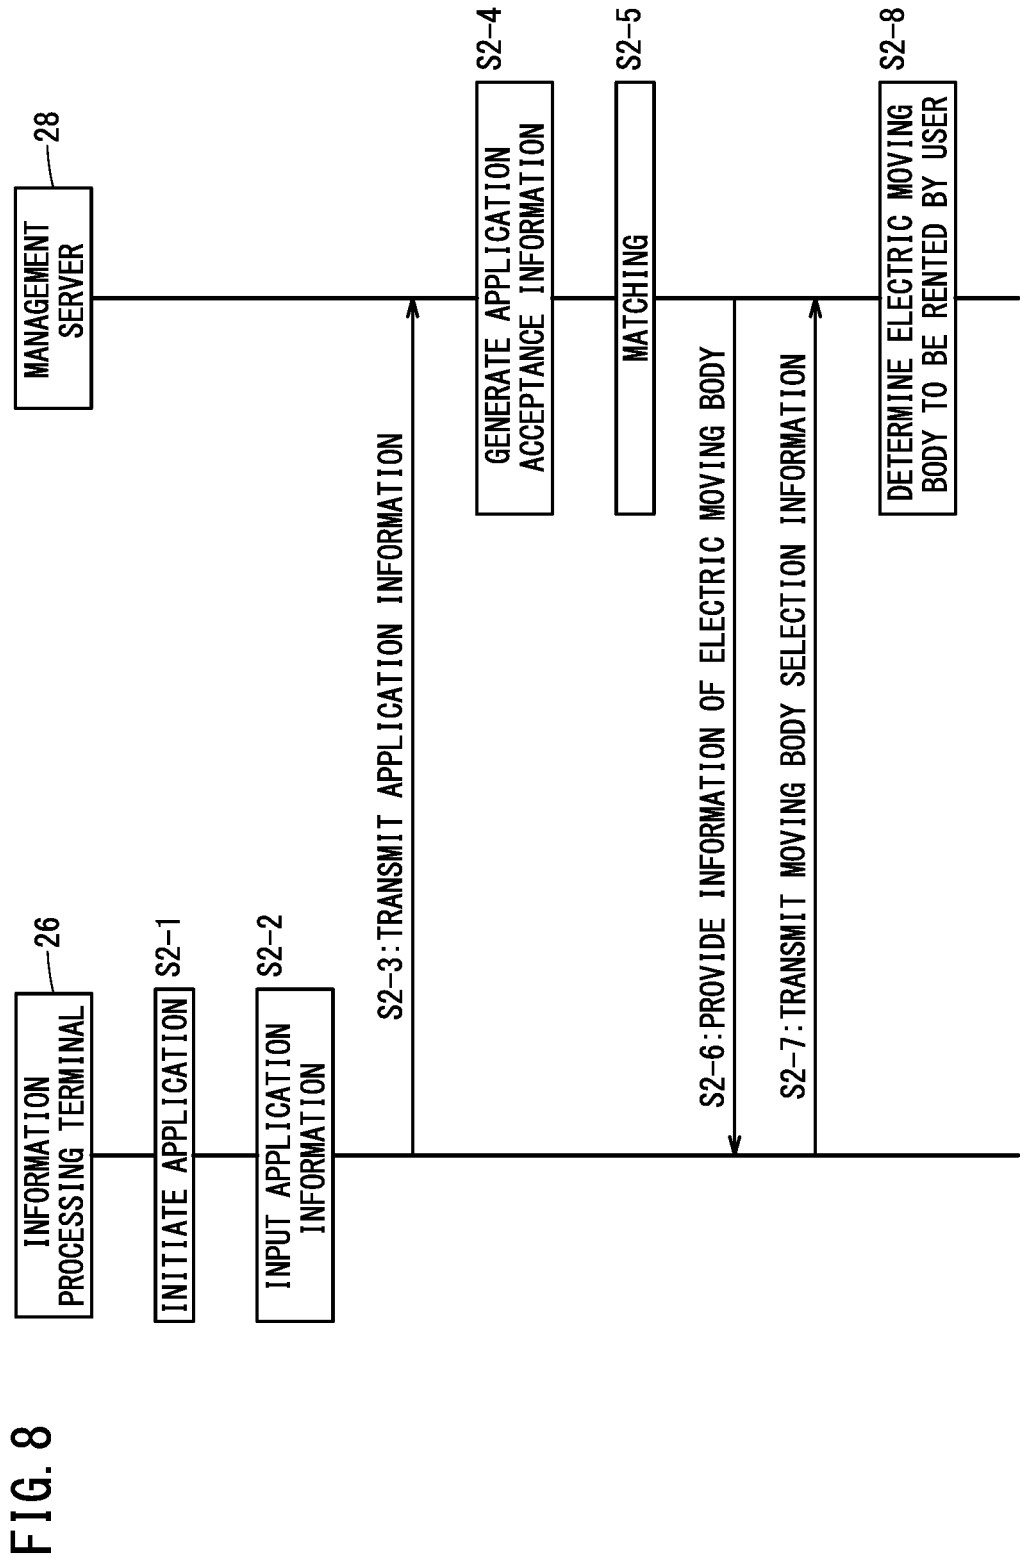 FIG. 8
INFORMATION
PROCESSING TERMINAL
26
MANAGEMENT
SERVER
28
INITIATE APPLICATION
S2-1
INPUT APPLICATION
INFORMATION
S2-2
S2-3:TRANSMIT APPLICATION INFORMATION
GENERATE APPLICATION
ACCEPTANCE INFORMATION
S2-4
MATCHING
S2-5
S2-6:PROVIDE INFORMATION OF ELECTRIC MOVING BODY
S2-7:TRANSMIT MOVING BODY SELECTION INFORMATION
DETERMINE ELECTRIC MOVING
BODY TO BE RENTED BY USER
S2-8